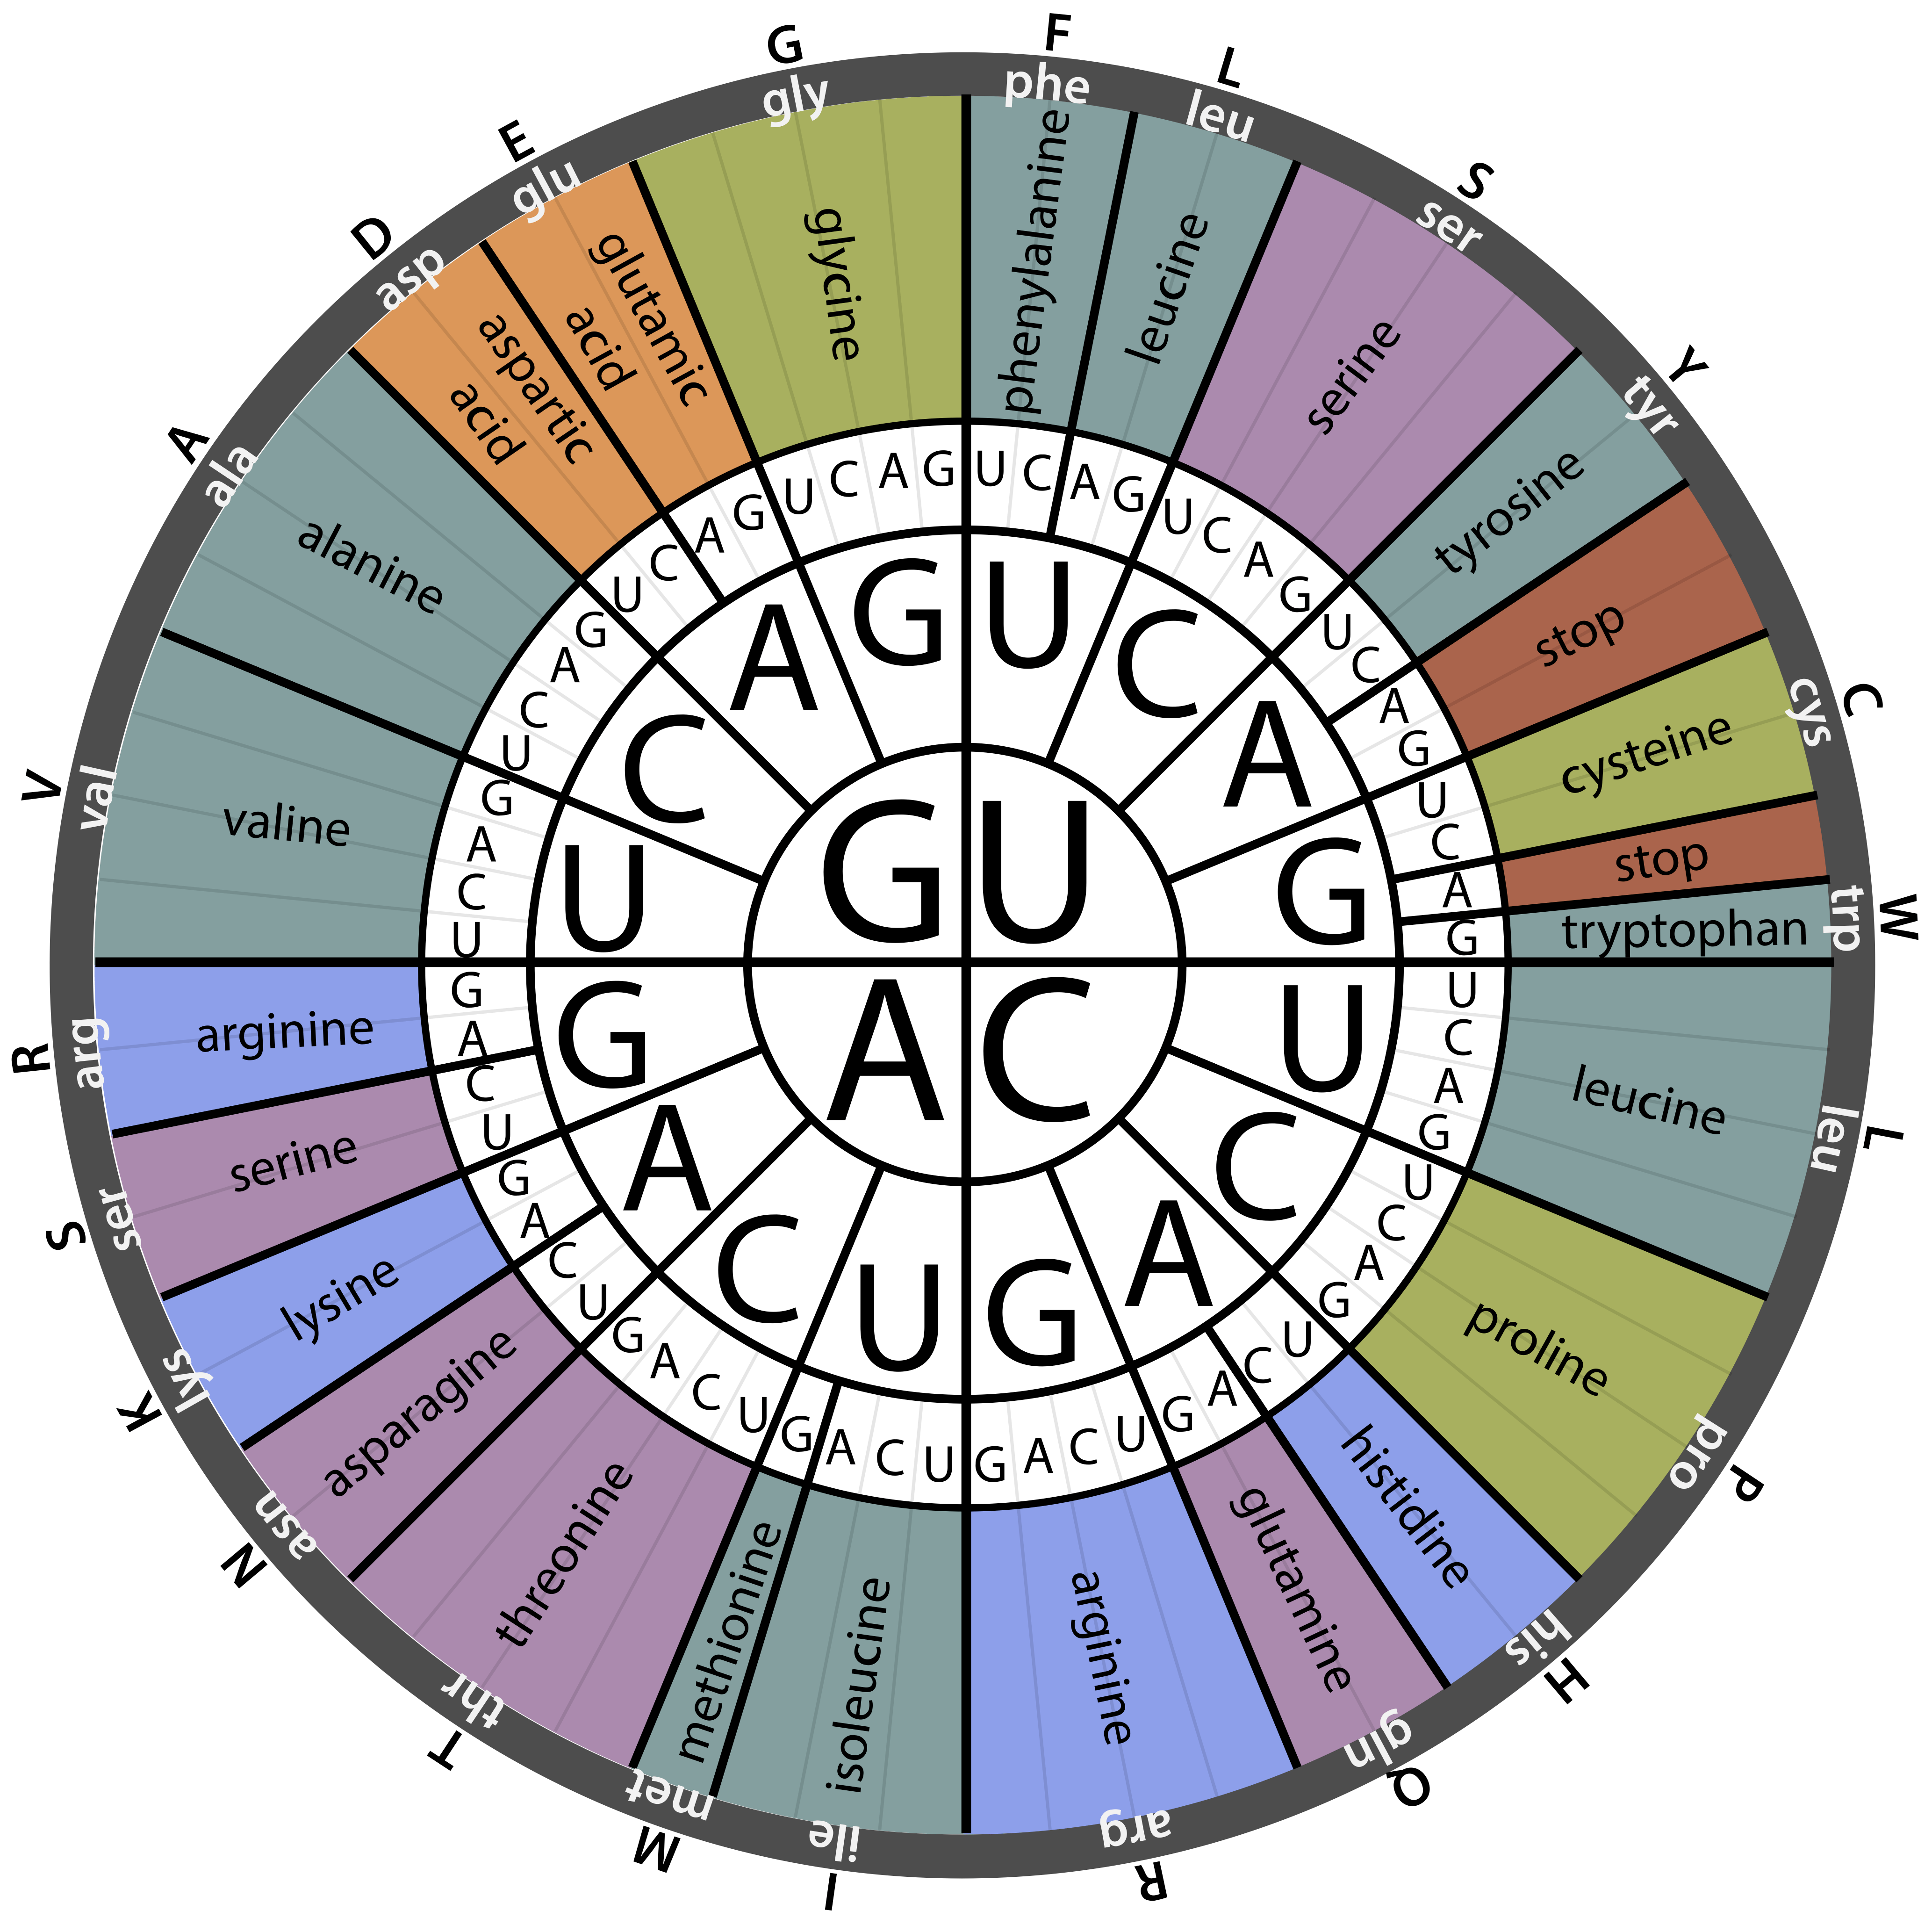 G U
A C
U C A G
U C A G
G A C U
G A C U
U C A G U C A G U C A G U C A G
U C A G U C A G U C A G U C A G
G A C U G A C U G A C U G A C U
G A C U G A C U G A C U G A C U
phenylalanine
phe
F
leucine
leu
L
serine
ser
S
tyrosine
tyr
Y
stop
cysteine
cys
C
stop
tryptophan
trp
W
leucine
leu
L
proline
pro
P
histidine
his
H
glutamine
gln
Q
arginine
arg
R
isoleucine
ile
I
methionine
met
M
threonine
thr
T
asparagine
asn
N
lysine
lys
K
serine
ser
S
arginine
arg
R
valine
val
V
alanine
ala
A
aspartic
acid
asp
D
glutamic
acid
glu
E
glycine
gly
G